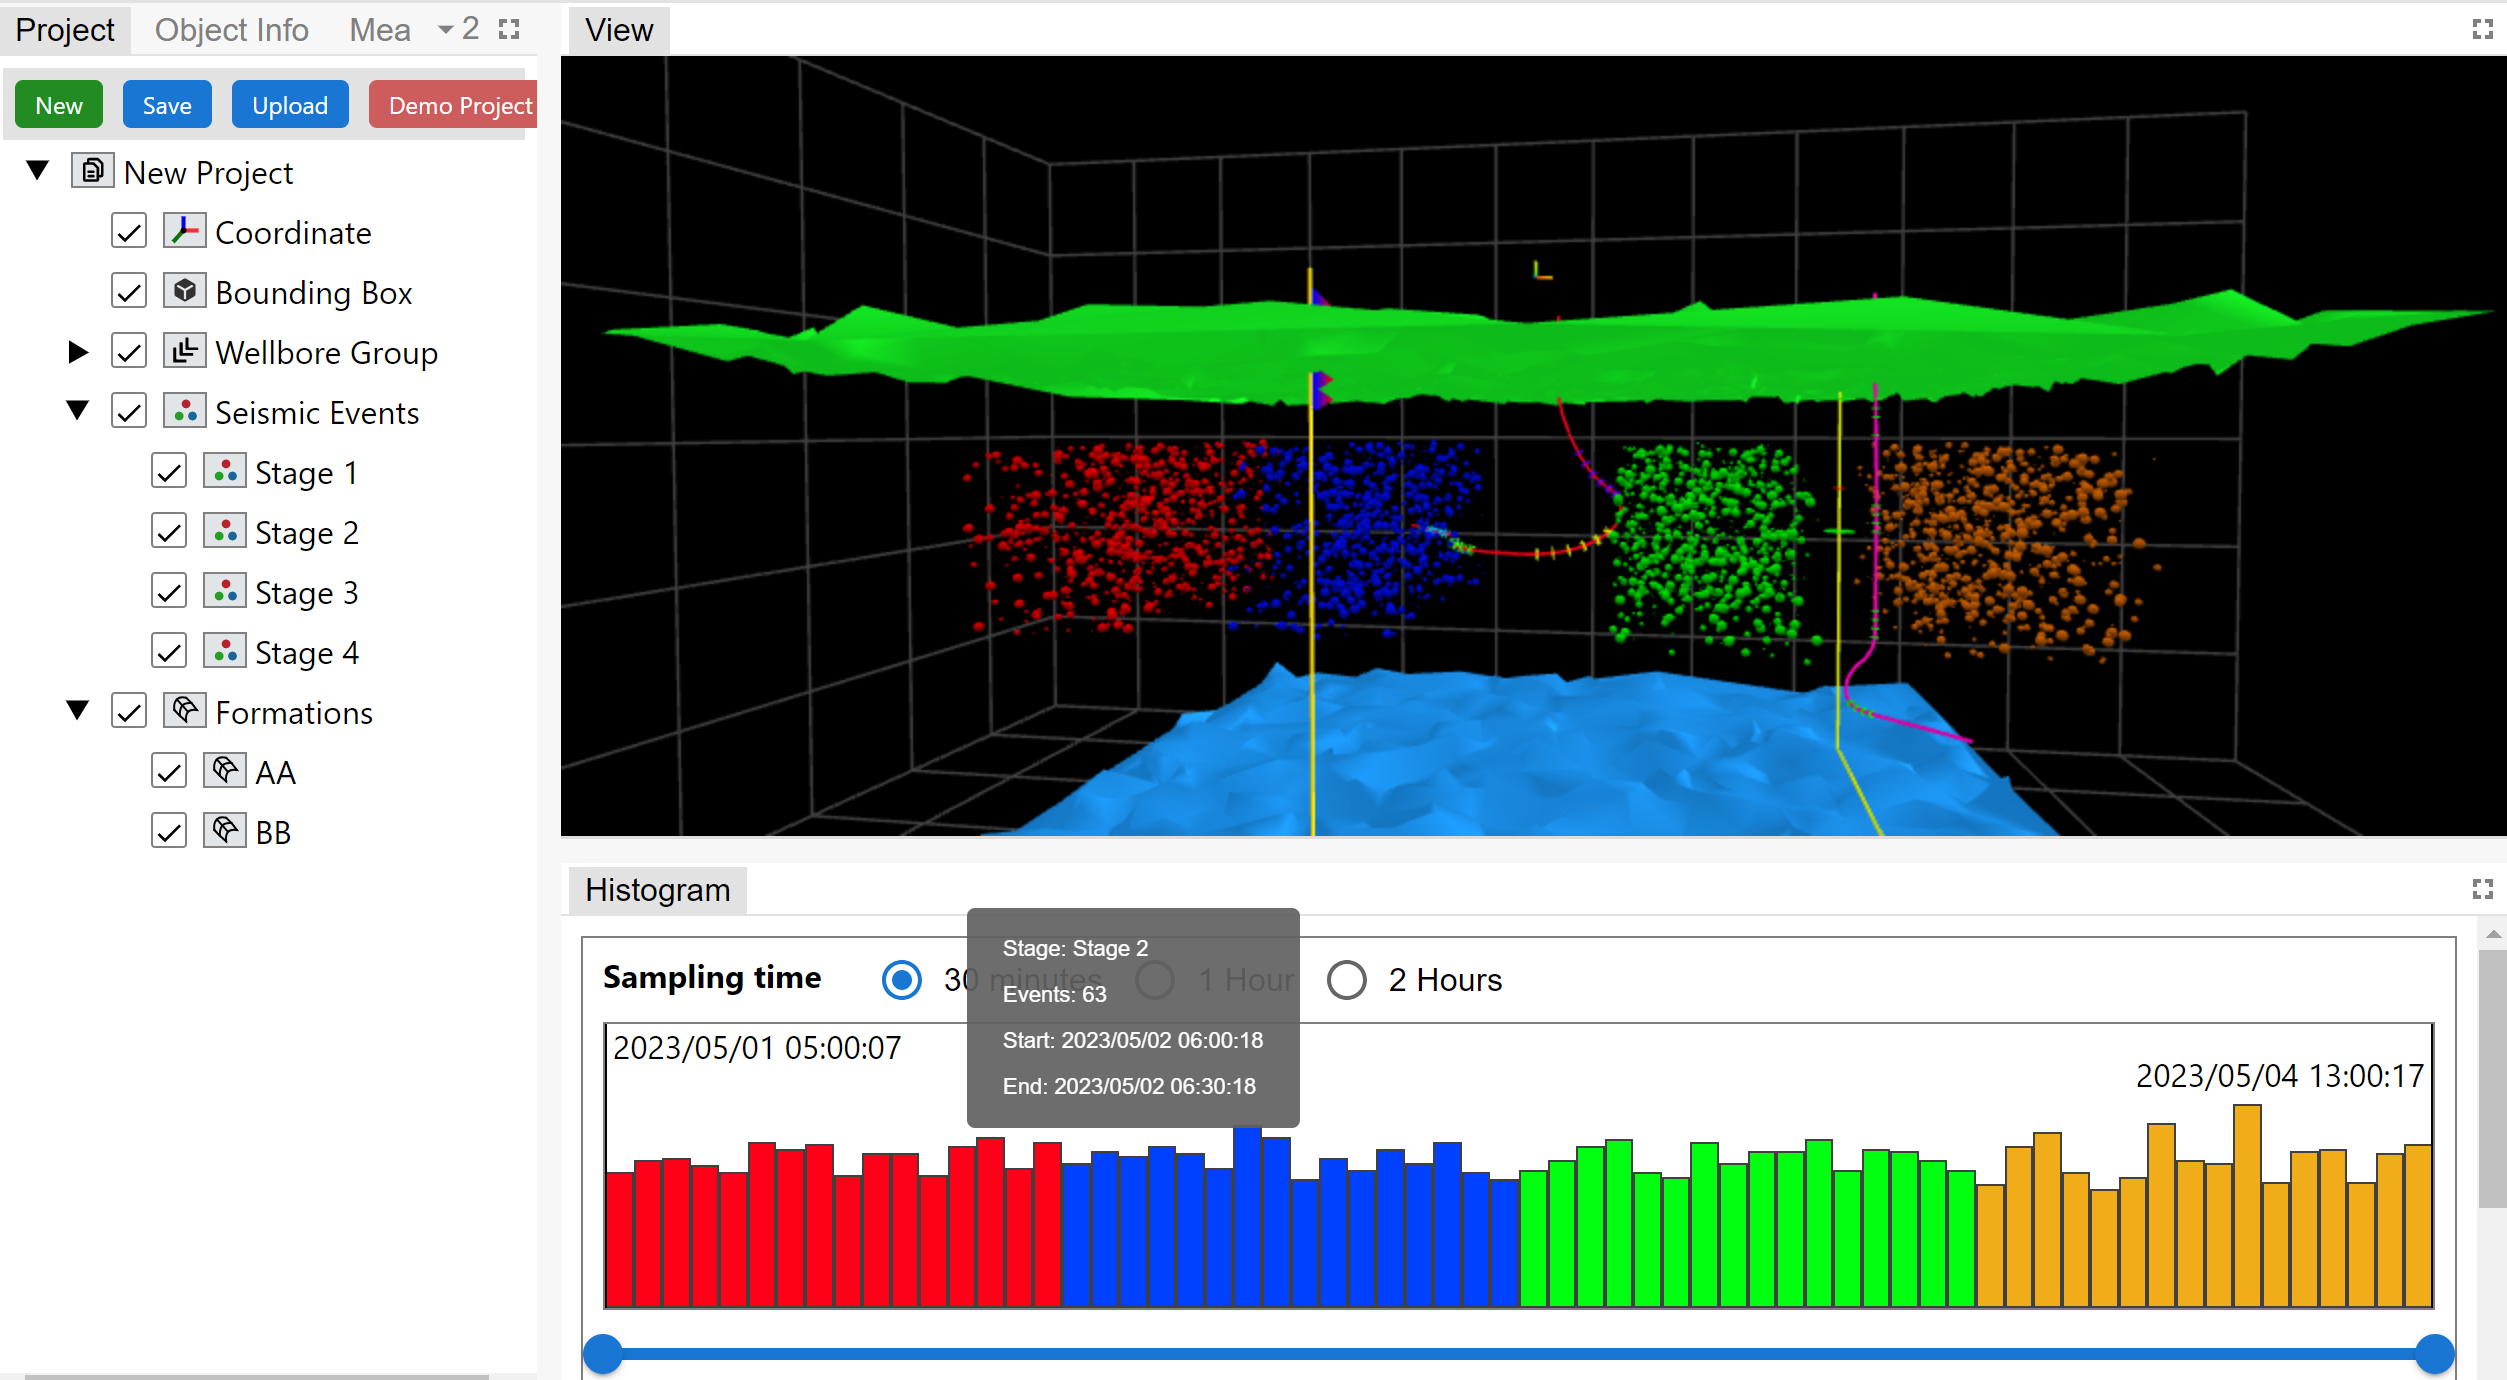 Project Object Info Mea 2
New Save Upload Demo Project
New Project
Coordinate
Bounding Box
Wellbore Group
Seismic Events
Stage 1
Stage 2
Stage 3
Stage 4
Formations
AA
BB
View
Histogram
Sampling time 30 minutes 1 Hour 2 Hours
Stage: Stage 2
Events: 63
Start: 2023/05/02 06:00:18
End: 2023/05/02 06:30:18
2023/05/01 05:00:07
2023/05/04 13:00:17